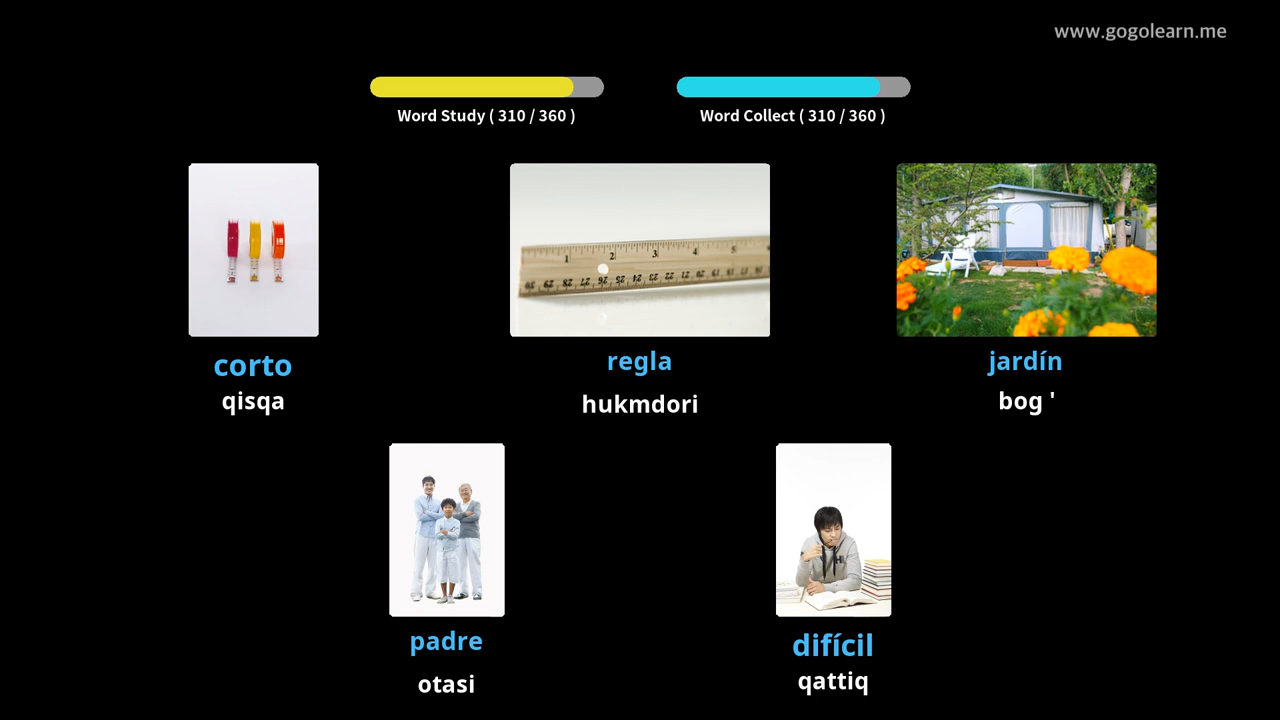 www.gogolearn.me
Word Study ( 310 / 360 )
Word Collect ( 310 / 360 )
corto
qisqa
regla
hukmdori
jardín
bog '
padre
otasi
difícil
qattiq